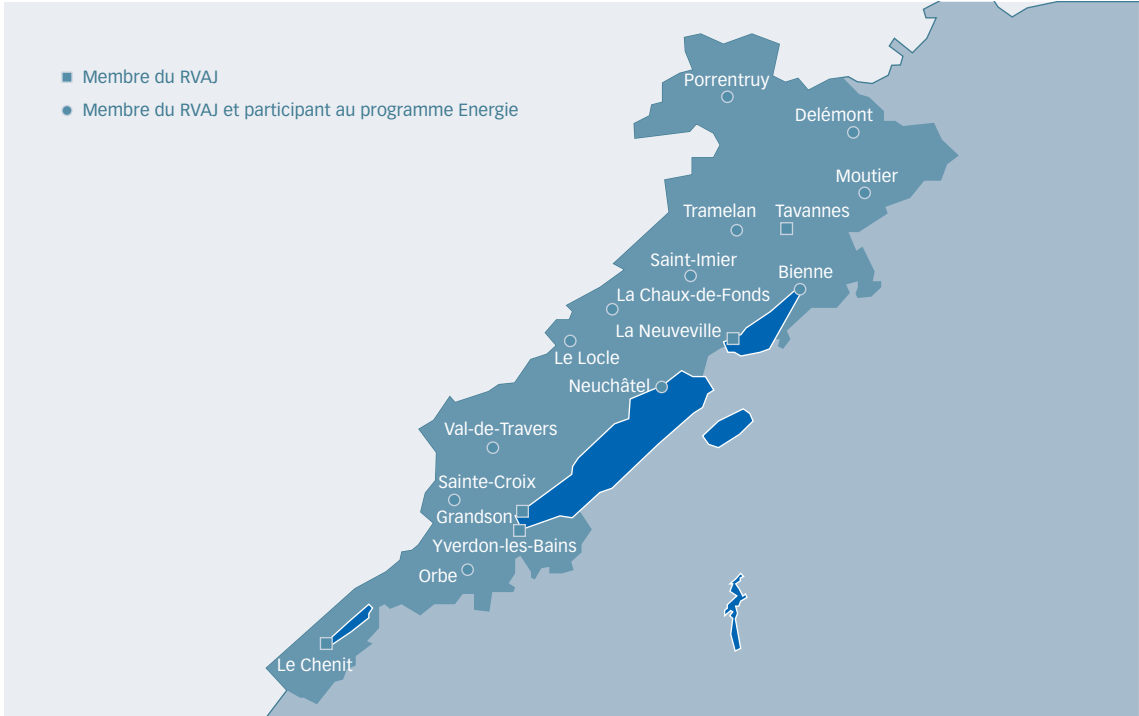 Membre du RVAJ
Membre du RVAJ et participant au programme Energie
Porrentruy
Delémont
Moutier
Tramelan
Tavannes
Saint-Imier
Bienne
La Chaux-de-Fonds
La Neuveville
Le Locle
Neuchâtel
Val-de-Travers
Sainte-Croix
Grandson
Yverdon-les-Bains
Orbe
Le Chenit